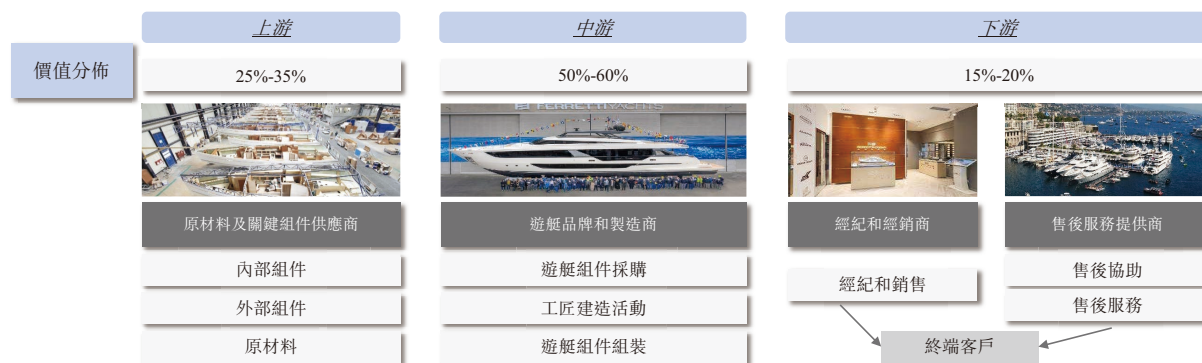 上游
中游
下游
價值分佈
25%-35%
50%-60%
15%-20%
FERRETTIYACHTS
原材料及關鍵組件供應商
遊艇品牌和製造商
經紀和經銷商
售後服務提供商
內部組件
遊艇組件採購
經紀和銷售
售後協助
外部組件
工匠建造活動
售後服務
原材料
遊艇組件組裝
終端客戶